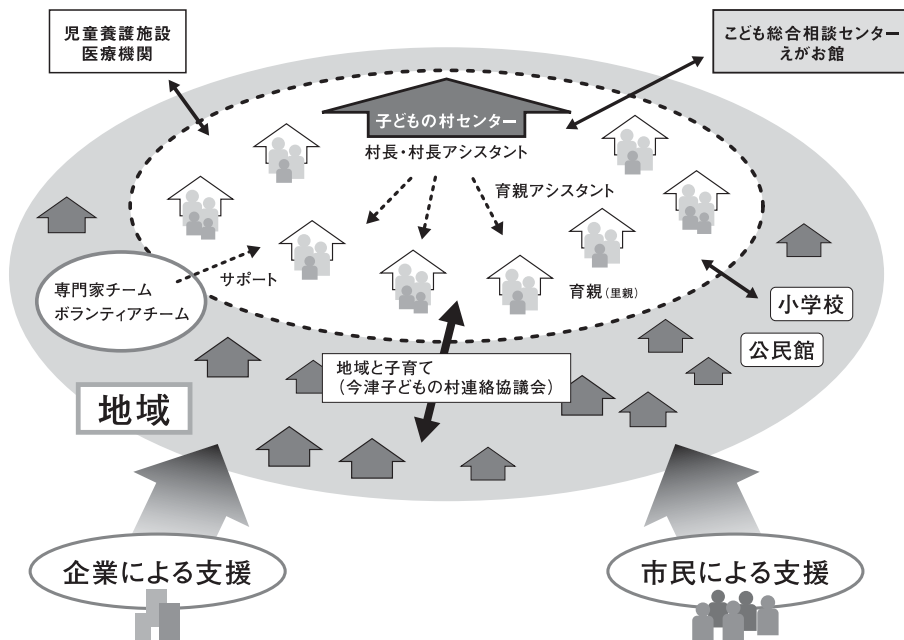 児童養護施設
医療機関
こども総合相談センター
えがお館
子どもの村センター
村長・村長アシスタント
育親アシスタント
サポート
専門家チーム
ボランティアチーム
育親(里親)
小学校
公民館
地域と子育て
(今津子どもの村連絡協議会)
地域
企業による支援
市民による支援